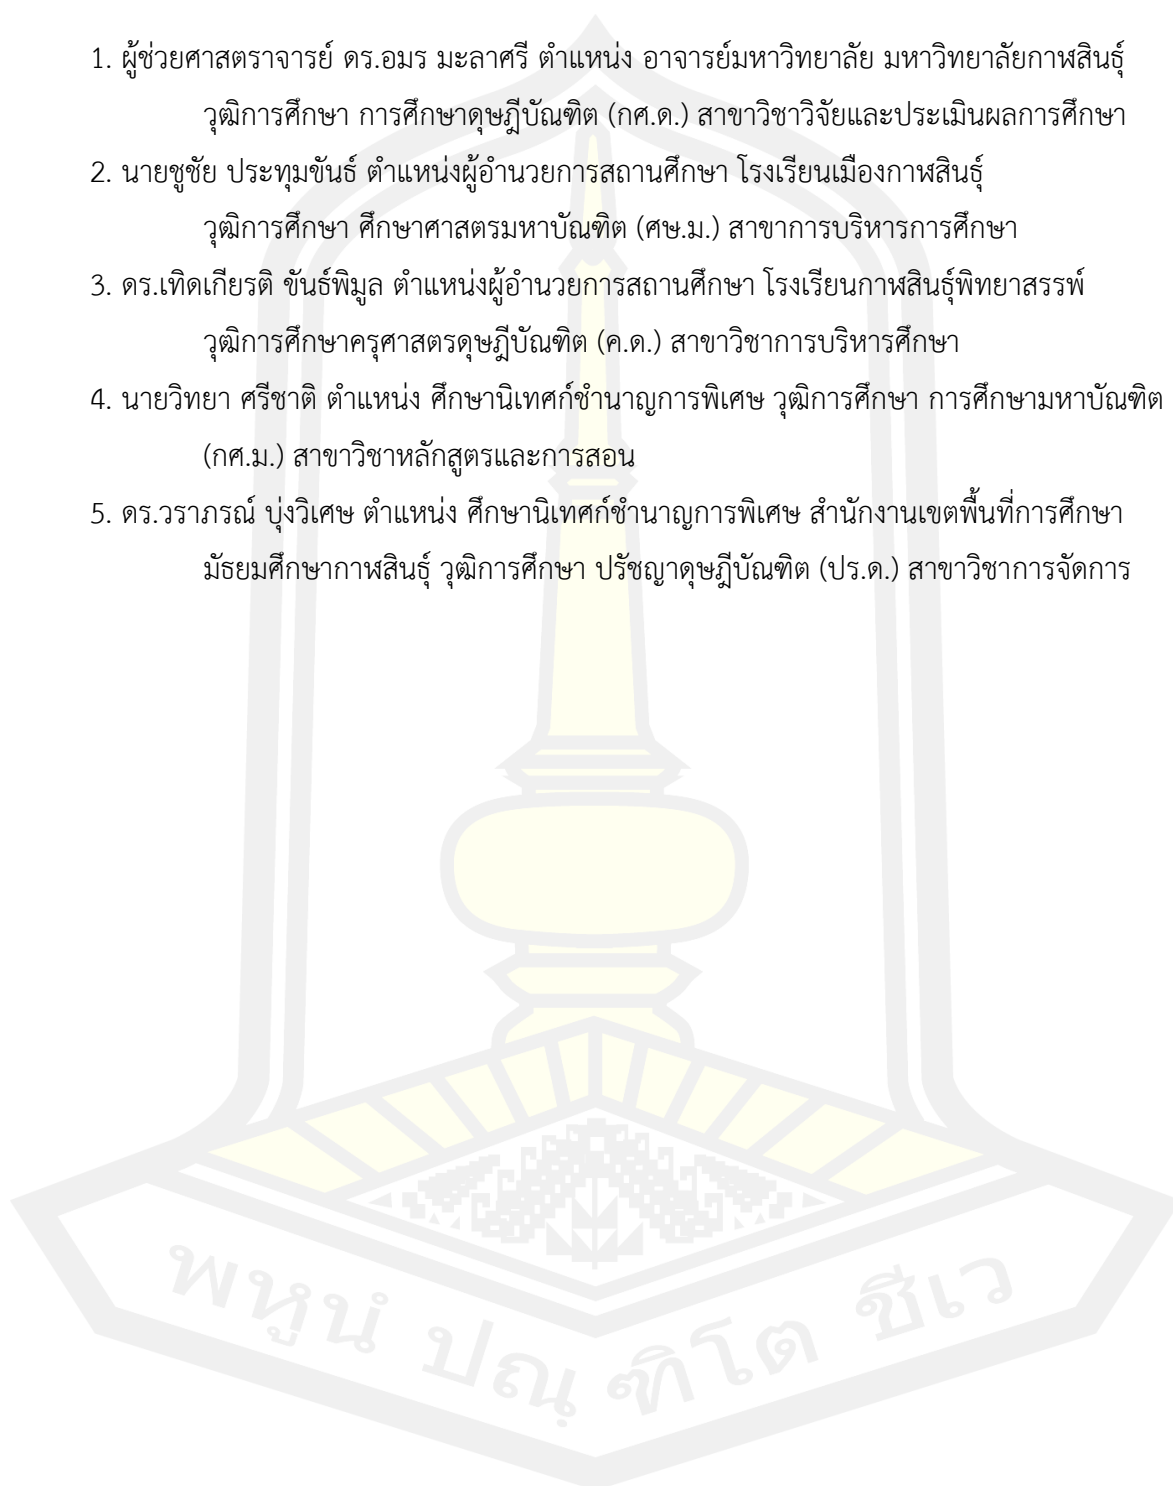 1. ผู้ช่วยศาสตราจารย์ ดร.อมร มะลาศรี ตำแหน่ง อาจารย์มหาวิทยาลัย มหาวิทยาลัยกาฬสินธุ์
วุฒิการศึกษา การศึกษาดุษฎีบัณฑิต (กศ.ด.) สาขาวิชาวิจัยและประเมินผลการศึกษา
2. นายชูชัย ประทุมขันธ์ ตำแหน่งผู้อำนวยการสถานศึกษา โรงเรียนเมืองกาฬสินธุ์
วุฒิการศึกษา ศึกษาศาสตรมหาบัณฑิต (ศษ.ม.) สาขาการบริหารการศึกษา
3. ดร.เทิดเกียรติ ขันธ์พิมูล ตำแหน่งผู้อำนวยการสถานศึกษา โรงเรียนกาฬสินธุ์พิทยาสรรพ์
วุฒิการศึกษาครุศาสตรดุษฎีบัณฑิต (ค.ด.) สาขาวิชาการบริหารศึกษา
4. นายวิทยา ศรีชาติ ตำแหน่ง ศึกษานิเทศก์ชำนาญการพิเศษ วุฒิการศึกษา การศึกษามหาบัณฑิต
(กศ.ม.) สาขาวิชาหลักสูตรและการสอน
5. ดร.วราภรณ์ บุ่งวิเศษ ตำแหน่ง ศึกษานิเทศก์ชำนาญการพิเศษ สำนักงานเขตพื้นที่การศึกษา
มัธยมศึกษากาฬสินธุ์ วุฒิการศึกษา ปรัชญาดุษฎีบัณฑิต (ปร.ด.) สาขาวิชาการจัดการ
พหูนํ ปณฺ ฑิโต ชีเว